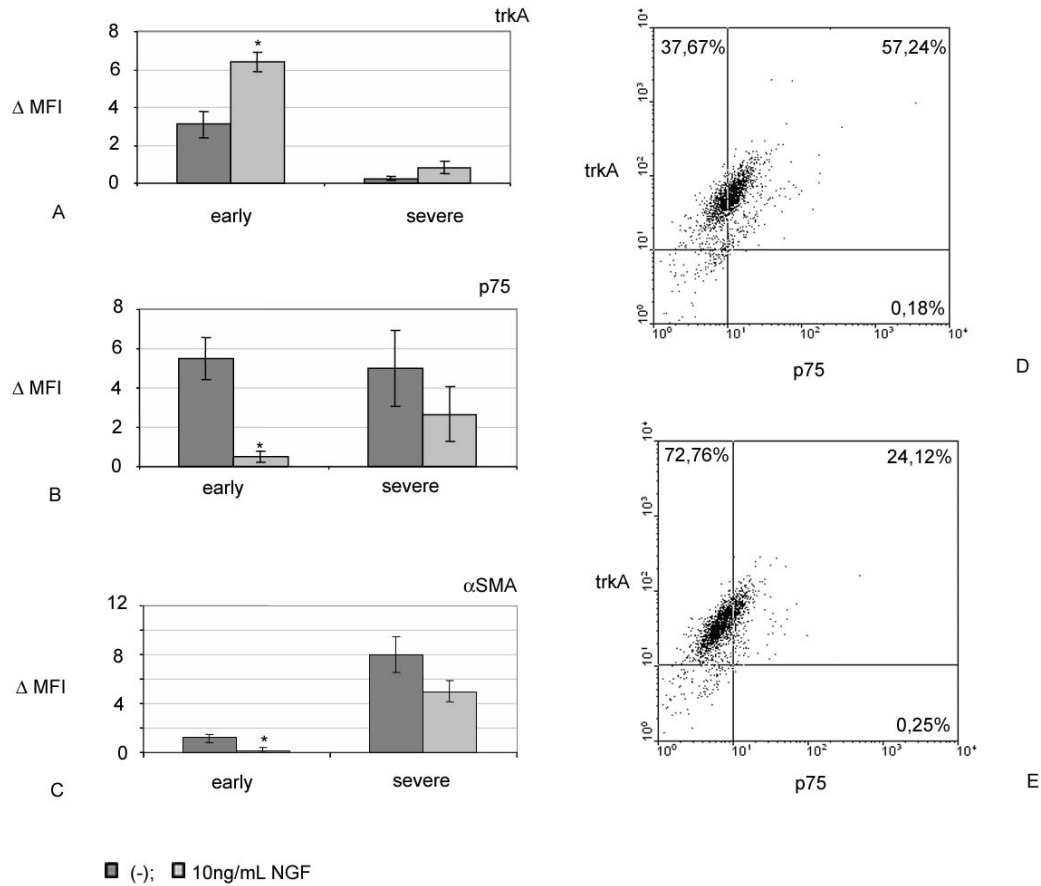 trkA
8
6
4
2
0
Δ MFI
*
early
severe
A
p75
8
6
4
2
0
Δ MFI
*
early
severe
B
αSMA
12
8
4
0
Δ MFI
*
early
severe
C
(-); 10ng/mL NGF
37,67%
57,24%
0,18%
10⁴
10³
10²
10¹
10⁰
trkA
10⁰ 10¹ 10² 10³ 10⁴
p75
D
72,76%
24,12%
0,25%
10⁴
10³
10²
10¹
10⁰
trkA
10⁰ 10¹ 10² 10³ 10⁴
p75
E